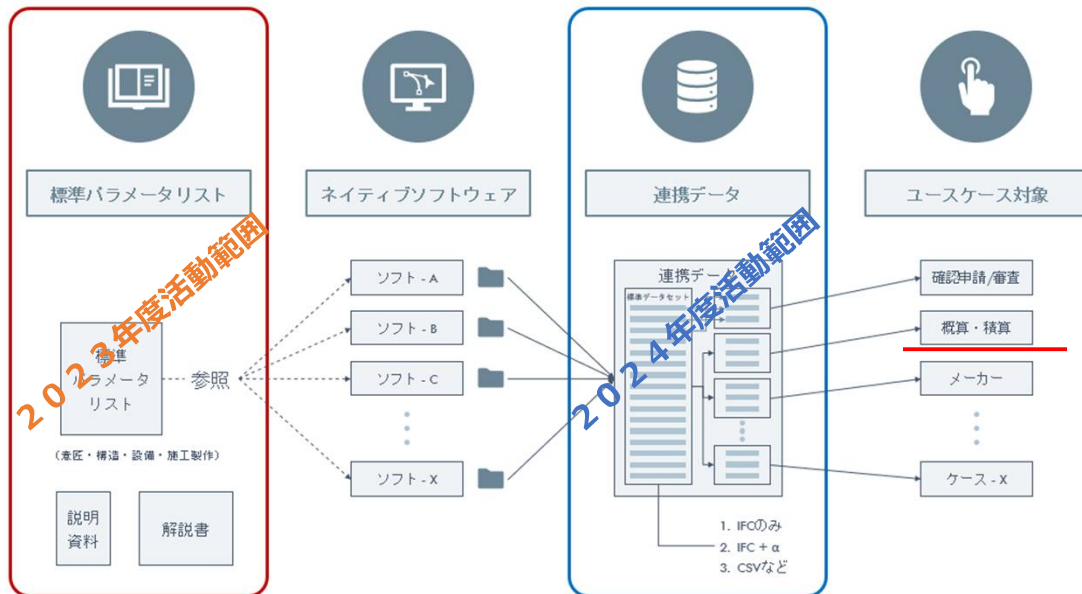 標準パラメータリスト
ネイティブソフトウェア
連携データ
ユースケース対象
2023年度活動範囲
標準
パラメータ
リスト
参照
(意匠・構造・設備・施工製作)
説明
資料
解説書
ソフト - A
ソフト - B
ソフト - C
ソフト - X
2024年度活動範囲
連携データ
標準データセット
1. IFCのみ
2. IFC + α
3. CSVなど
確認申請/審査
概算・積算
メーカー
ケース - X